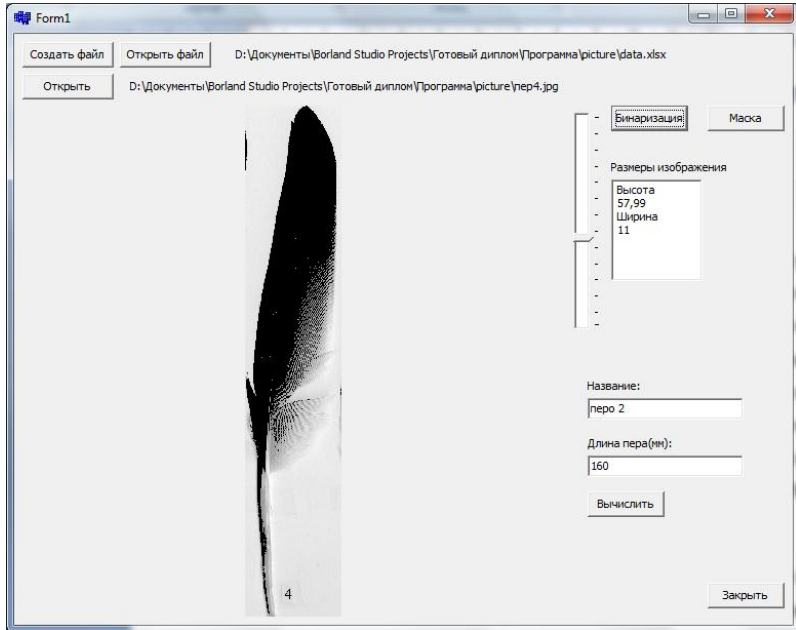 Form1
Создать файл Открыть файл D:\Документы\Borland Studio Projects\Готовый диплом\Программа\picture\data.xlsx
Открыть D:\Документы\Borland Studio Projects\Готовый диплом\Программа\picture\пер4.jpg
Бинаризация Маска
Размеры изображения
Высота
57,99
Ширина
11
Название:
перо 2
Длина пера(мм):
160
Вычислить
4
Закрыть